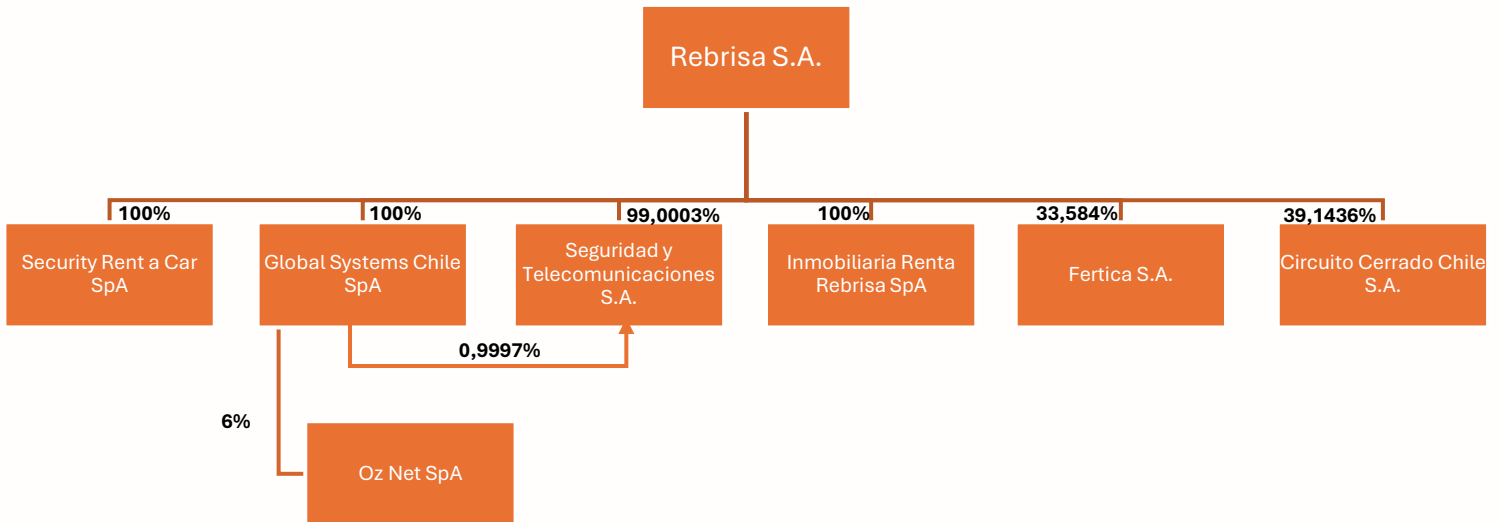 Rebrisa S.A.
100%
100%
99,0003%
100%
33,584%
39,1436%
Security Rent a Car
SpA
Global Systems Chile
SpA
Seguridad y
Telecomunicaciones
S.A.
Inmobiliaria Renta
Rebrisa SpA
Fertica S.A.
Circuito Cerrado Chile
S.A.
0,9997%
6%
Oz Net SpA